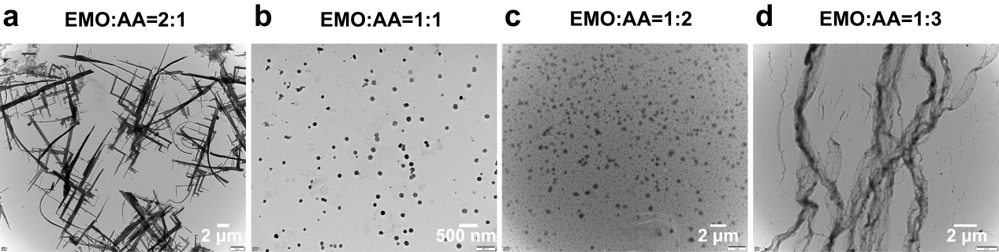 a EMO:AA=2:1
b EMO:AA=1:1
c EMO:AA=1:2
d EMO:AA=1:3
2 μm
500 nm
2 μm
2 μm